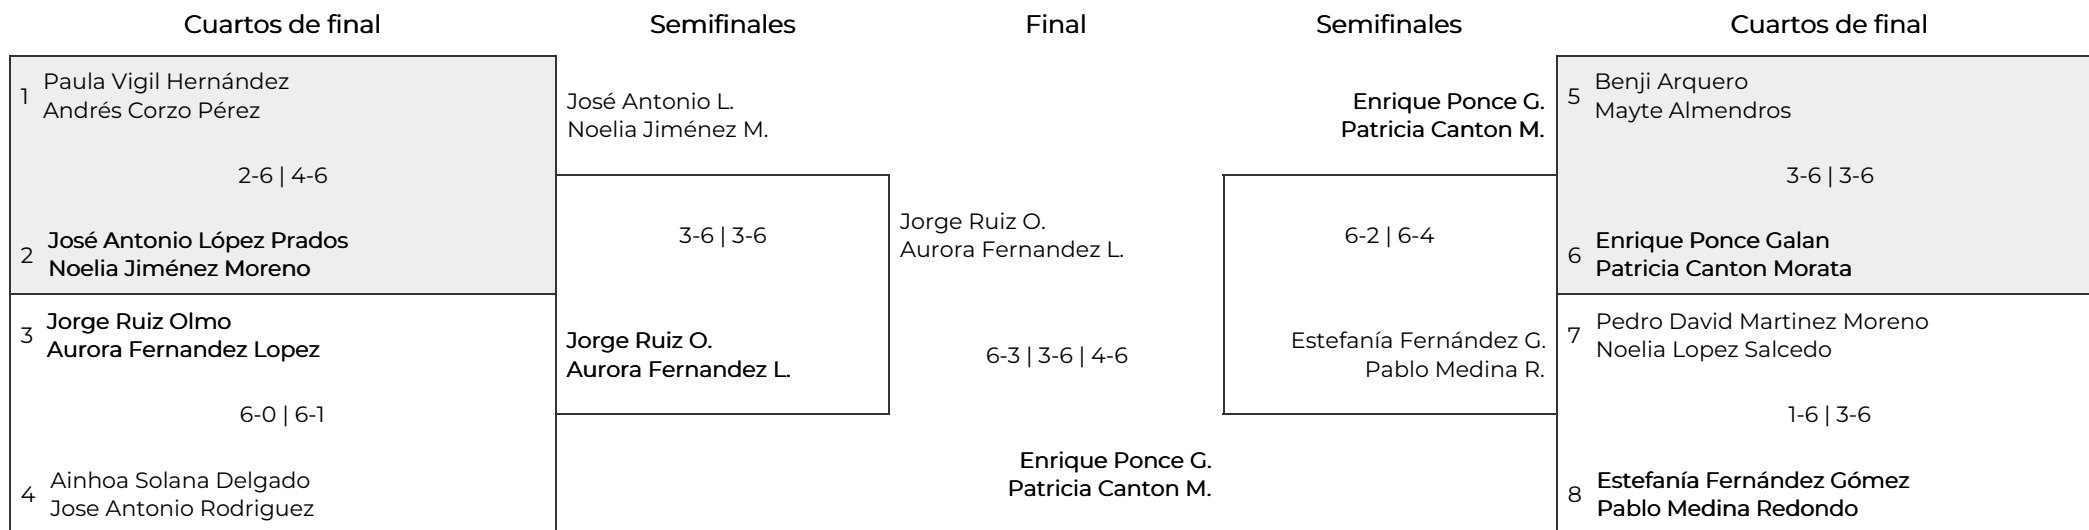 Cuartos de final
Semifinales
Final
Semifinales
Cuartos de final
1
Paula Vigil Hernández
Andrés Corzo Pérez
2-6 | 4-6
2
José Antonio López Prados
Noelia Jiménez Moreno
3
Jorge Ruiz Olmo
Aurora Fernandez Lopez
6-0 | 6-1
4
Ainhoa Solana Delgado
Jose Antonio Rodriguez
José Antonio L.
Noelia Jiménez M.
3-6 | 3-6
Jorge Ruiz O.
Aurora Fernandez L.
Jorge Ruiz O.
Aurora Fernandez L.
6-3 | 3-6 | 4-6
Enrique Ponce G.
Patricia Canton M.
Enrique Ponce G.
Patricia Canton M.
6-2 | 6-4
Estefanía Fernández G.
Pablo Medina R.
5
Benji Arquero
Mayte Almendros
3-6 | 3-6
6
Enrique Ponce Galan
Patricia Canton Morata
7
Pedro David Martinez Moreno
Noelia Lopez Salcedo
1-6 | 3-6
8
Estefanía Fernández Gómez
Pablo Medina Redondo